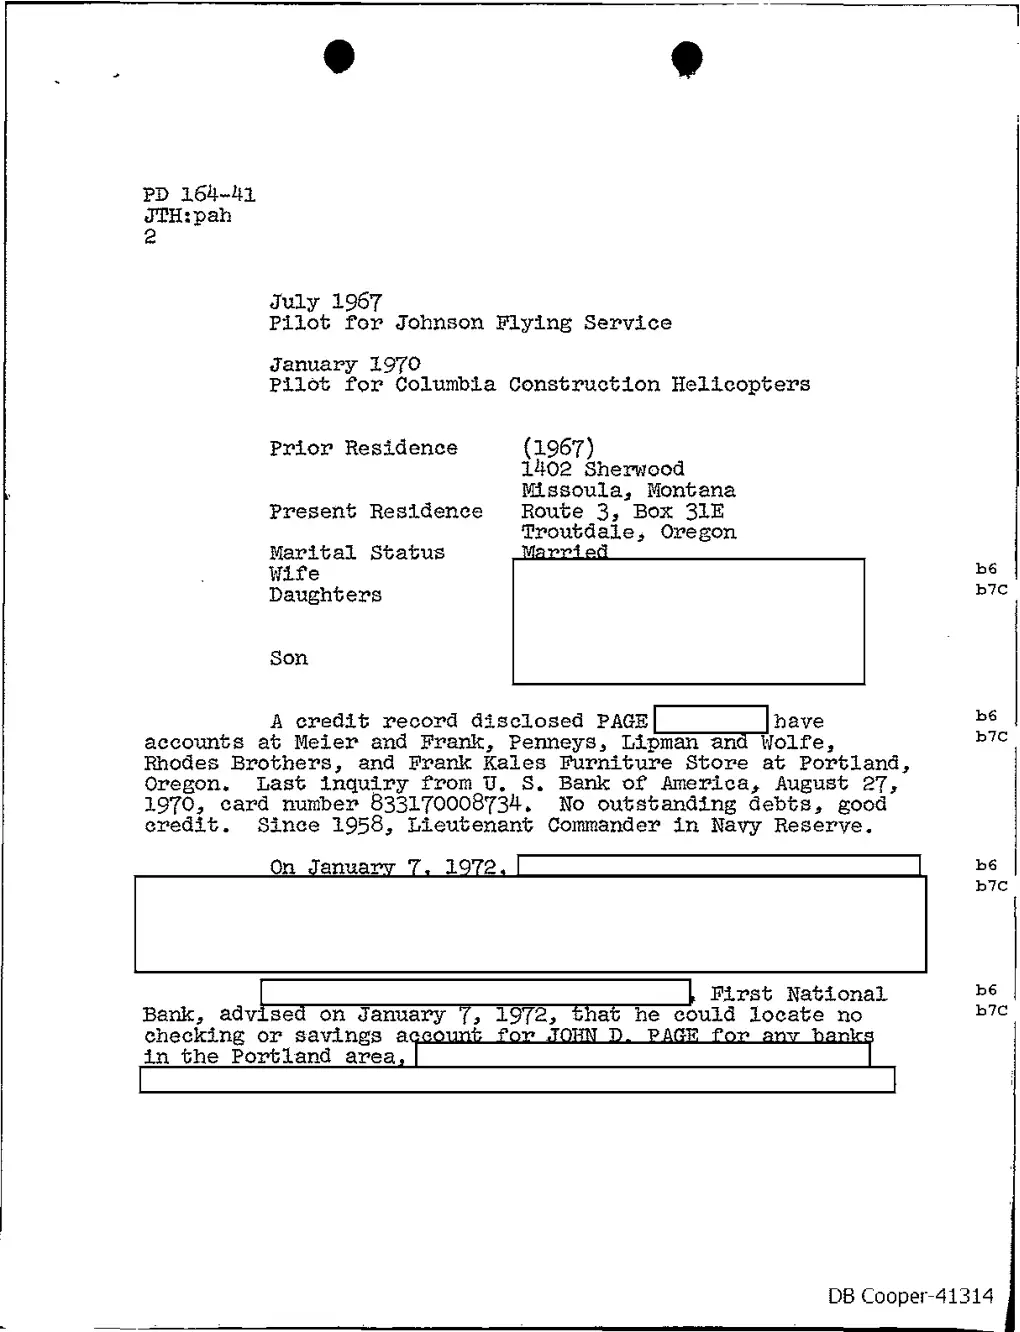 PD 164-41
JTH:pah
2
July 1967
Pilot for Johnson Flying Service
January 1970
Pilot for Columbia Construction Helicopters
Prior Residence (1967)
1402 Sherwood
Missoula, Montana
Present Residence Route 3, Box 31E
Troutdale, Oregon
Marital Status Married
Wife
b6
Daughters
b7C
Son
A credit record disclosed PAGE have
b6
accounts at Meier and Frank, Penneys, Lipman and Wolfe,
b7C
Rhodes Brothers, and Frank Kales Furniture Store at Portland,
Oregon. Last inquiry from U. S. Bank of America, August 27,
1970, card number 833170008734. No outstanding debts, good
credit. Since 1958, Lieutenant Commander in Navy Reserve.
On January 7, 1972,
b6
b7C
, First National
b6
Bank, advised on January 7, 1972, that he could locate no
b7C
checking or savings account for JOHN D. PAGE for any banks
in the Portland area,
DB Cooper-41314